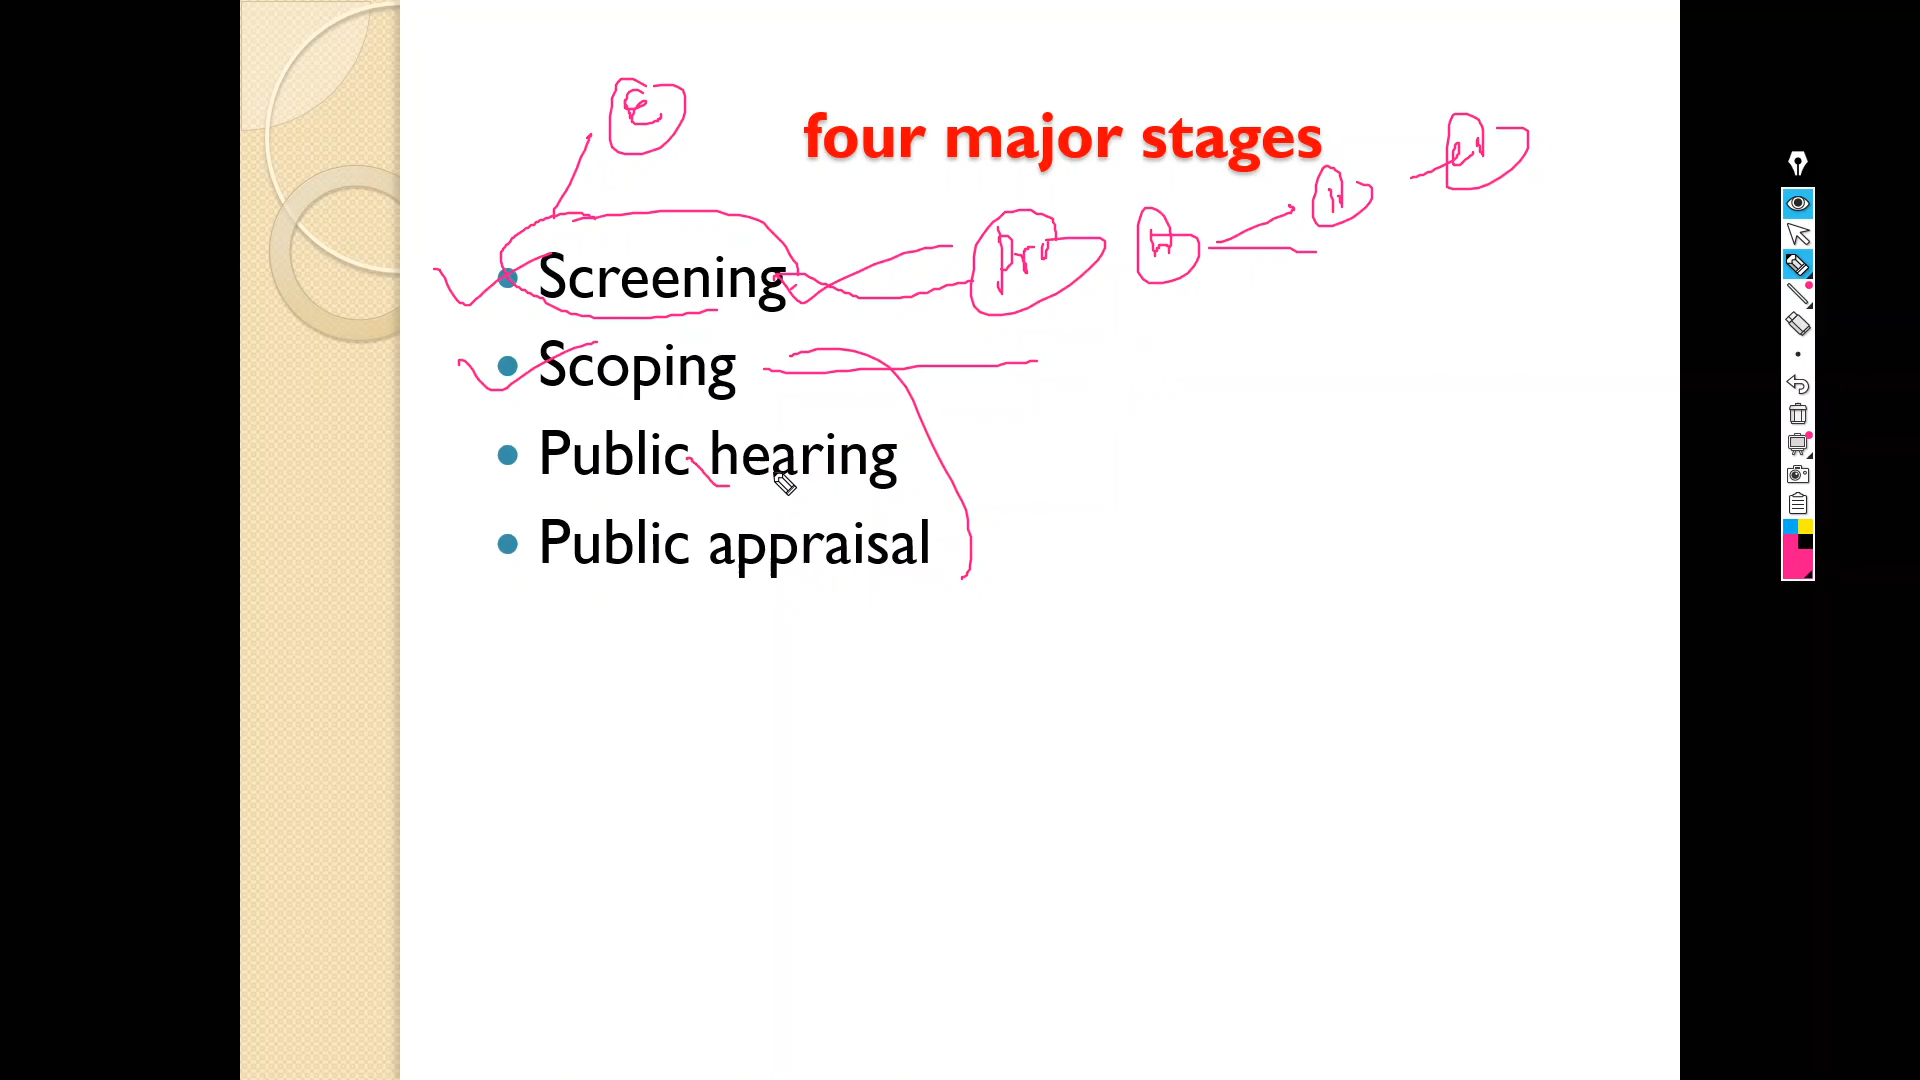 four major stages
Screening
Scoping
Public hearing
Public appraisal